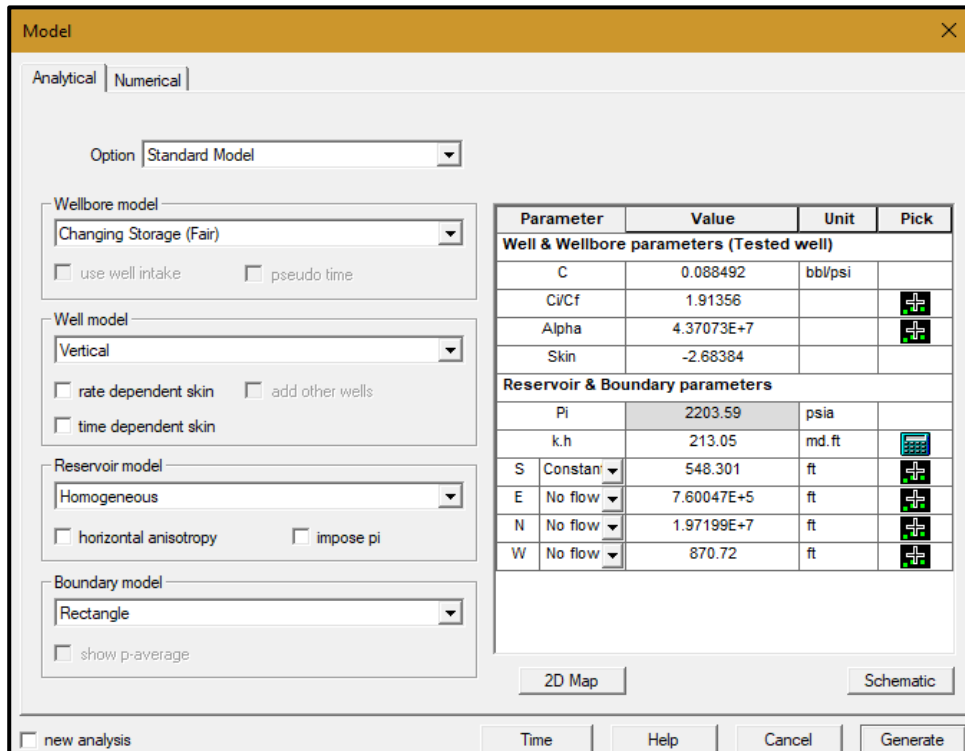 Model
Analytical Numerical
Option Standard Model
Wellbore model
Changing Storage (Fair)
use well intake pseudo time
Well model
Vertical
rate dependent skin add other wells
time dependent skin
Reservoir model
Homogeneous
horizontal anisotropy impose pi
Boundary model
Rectangle
show p-average
Parameter Value Unit Pick
Well & Wellbore parameters (Tested well)
C 0.088492 bbl/psi
Ci/Cf 1.91356
Alpha 4.37073E+7
Skin -2.68384
Reservoir & Boundary parameters
Pi 2203.59 psia
k.h 213.05 md.ft
S Constan 548.301 ft
E No flow 7.60047E+5 ft
N No flow 1.97199E+7 ft
W No flow 870.72 ft
2D Map Schematic
new analysis Time Help Cancel Generate